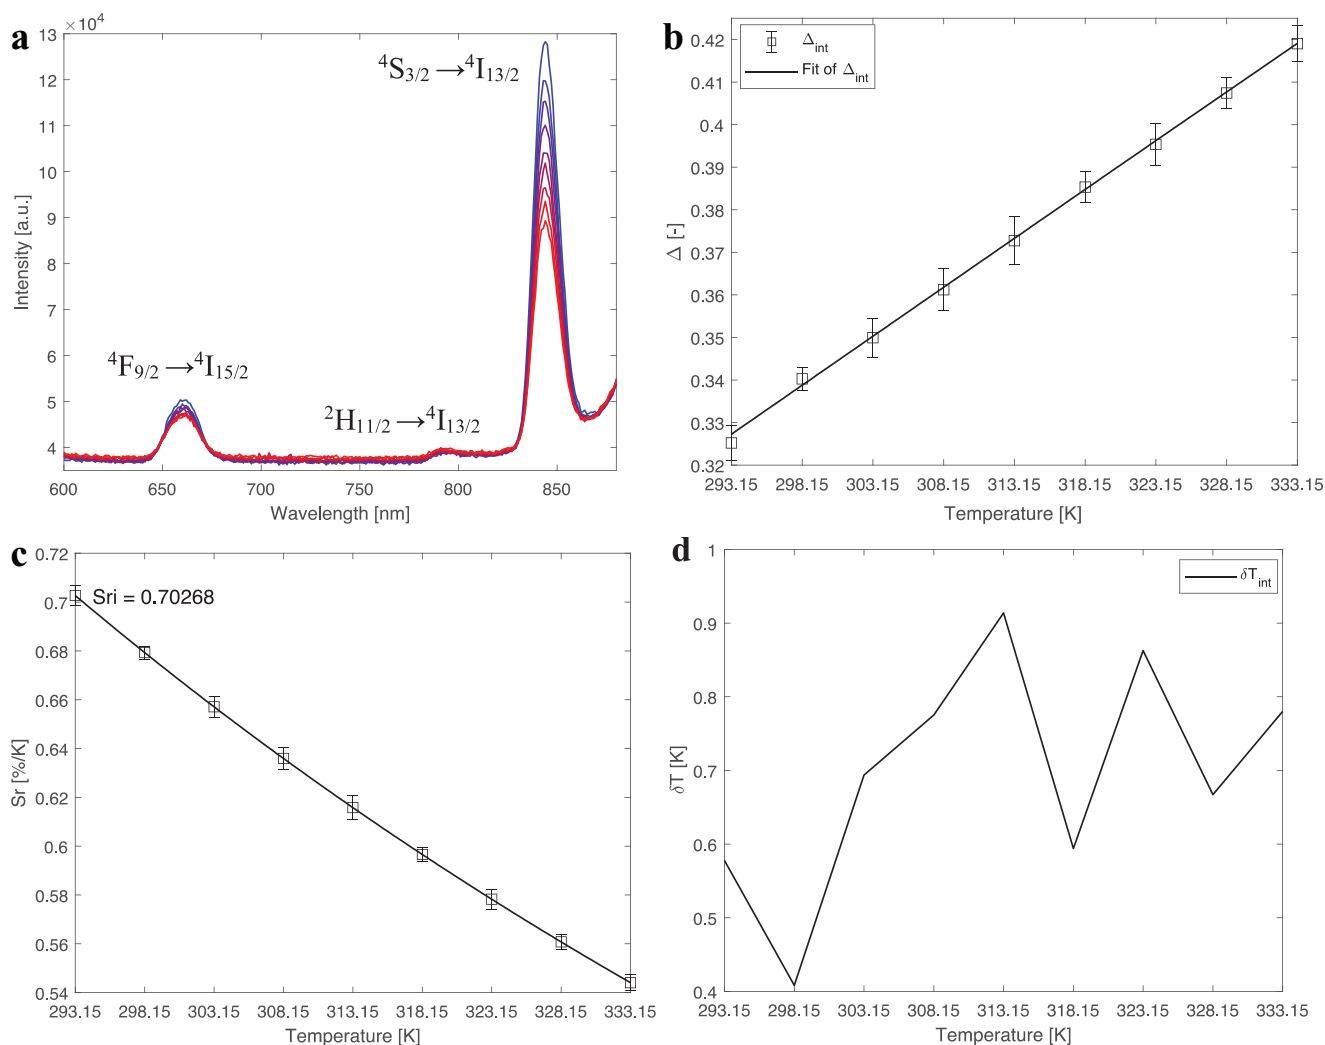 a
×10⁴
13
12
11
10
9
8
7
6
5
4
Intensity [a.u.]
⁴S₃/₂→⁴I₁₃/₂
⁴F₉/₂→⁴I₁₅/₂
²H₁₁/₂→⁴I₁₃/₂
600 650 700 750 800 850
Wavelength [nm]
b
Δint
Fit of Δint
0.42
0.41
0.4
0.39
0.38
0.37
0.36
0.35
0.34
0.33
0.32
Δ [-]
293.15 298.15 303.15 308.15 313.15 318.15 323.15 328.15 333.15
Temperature [K]
c
0.72
0.7
0.68
0.66
0.64
0.62
0.6
0.58
0.56
0.54
Sr [%/K]
Sri = 0.70268
293.15 298.15 303.15 308.15 313.15 318.15 323.15 328.15 333.15
Temperature [K]
d
δTint
1
0.9
0.8
0.7
0.6
0.5
0.4
δT [K]
293.15 298.15 303.15 308.15 313.15 318.15 323.15 328.15 333.15
Temperature [K]